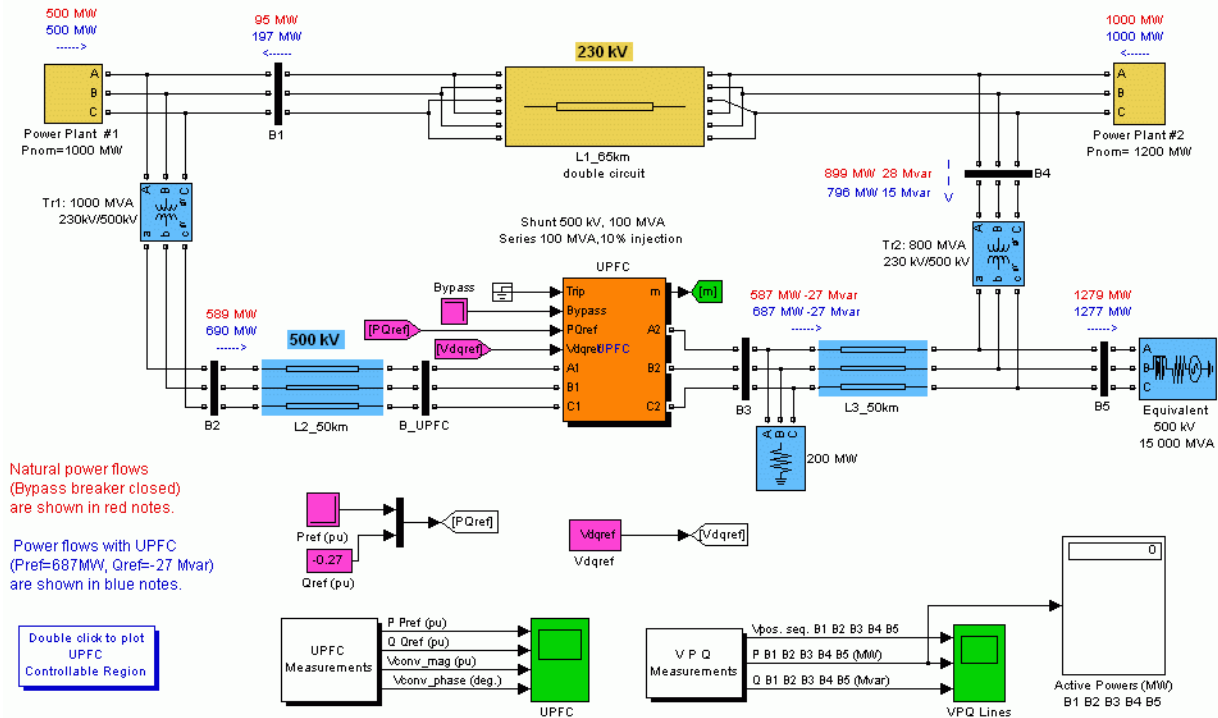 500 MW
500 MW
------>
95 MW
197 MW
<------
230 kV
1000 MW
1000 MW
<------
A
B
C
Power Plant #1
Pnom=1000 MW
B1
L1_65km
double circuit
A
B
C
Power Plant #2
Pnom= 1200 MW
899 MW 28 Mvar
796 MW 15 Mvar
V
B4
A B C
a b c
Tr1: 1000 MVA
230kV/500kV
A B C
a b c
Tr2: 800 MVA
230 kV/500 kV
Shunt 500 kV, 100 MVA
Series 100 MVA,10% injection
UPFC
Bypass
[PQref]
[Vdqref]
Trip
Bypass
PQref
Vdqref
UPFC
A1
B1
C1
m
A2
B2
C2
[m]
589 MW
690 MW
------>
500 kV
B2
L2_50km
B_UPFC
587 MW -27 Mvar
687 MW -27 Mvar
------>
B3
L3_50km
1279 MW
1277 MW
------>
B5
A
B
C
Equivalent
500 kV
15 000 MVA
A B C
200 MW
Natural power flows
(Bypass breaker closed)
are shown in red notes.
Power flows with UPFC
(Pref=687MW, Qref=-27 Mvar)
are shown in blue notes.
Pref (pu)
-0.27
Qref (pu)
[PQref]
Vdqref
Vdqref
[Vdqref]
0
Active Powers (MW)
B1 B2 B3 B4 B5
Double click to plot
UPFC
Controllable Region
UPFC
Measurements
P Pref (pu)
Q Qref (pu)
Vconv_mag (pu)
Vconv_phase (deg.)
UPFC
V P Q
Measurements
Vpos. seq. B1 B2 B3 B4 B5
P B1 B2 B3 B4 B5 (MW)
Q B1 B2 B3 B4 B5 (Mvar)
VPQ Lines